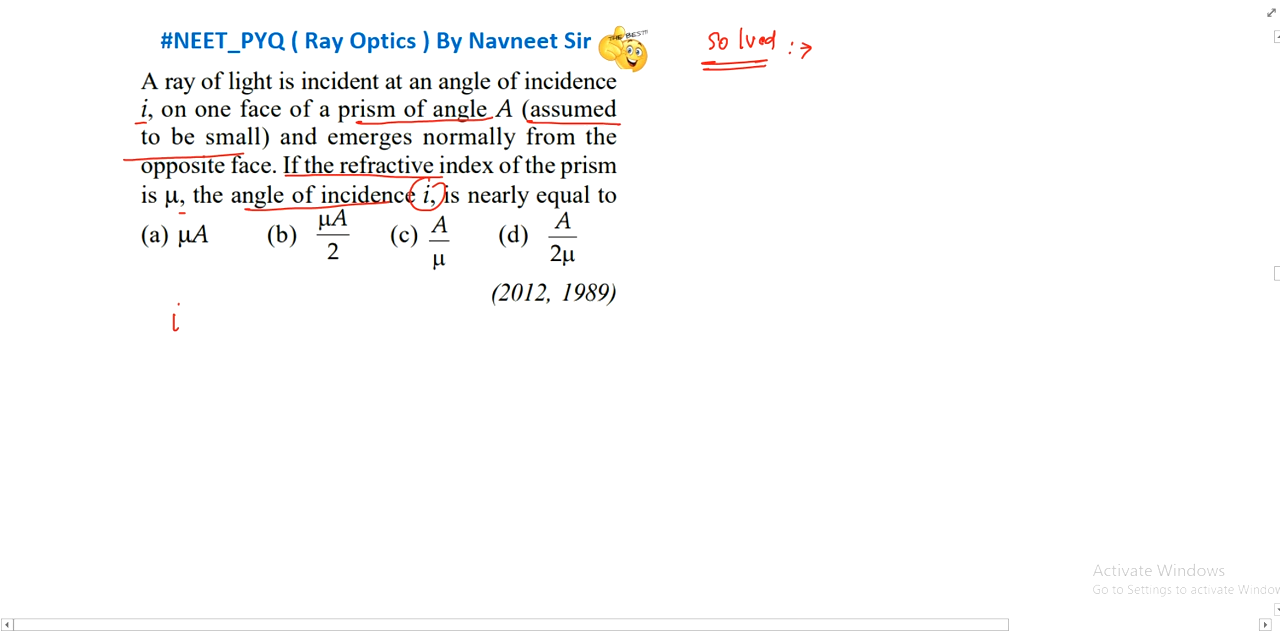 #NEET_PYQ ( Ray Optics ) By Navneet Sir
THE BEST!!
Solved :→
A ray of light is incident at an angle of incidence
i, on one face of a prism of angle A (assumed
to be small) and emerges normally from the
opposite face. If the refractive index of the prism
is μ, the angle of incidence i, is nearly equal to
(a) μA (b) μA/2 (c) A/μ (d) A/2μ
(2012, 1989)
i
Activate Windows
Go to Settings to activate Window